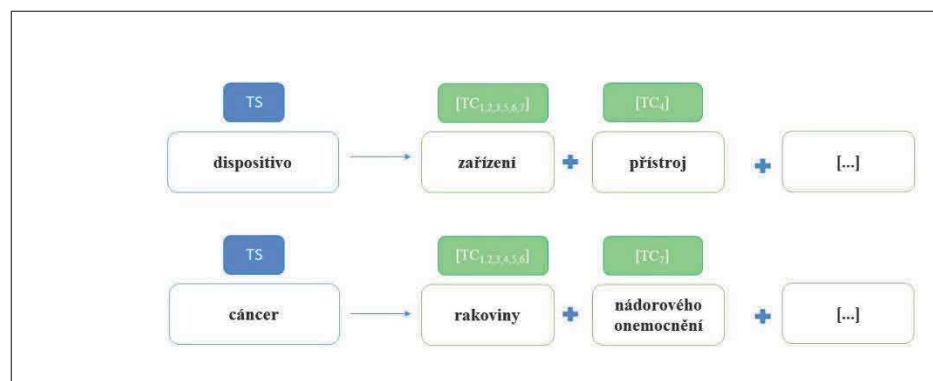 TS [TC1,2,3,5,6,7] [TC4]
dispositivo zařízení přístroj [...]
TS [TC1,2,3,4,5,6] [TC7]
cáncer rakoviny nádorového onemocnění [...]